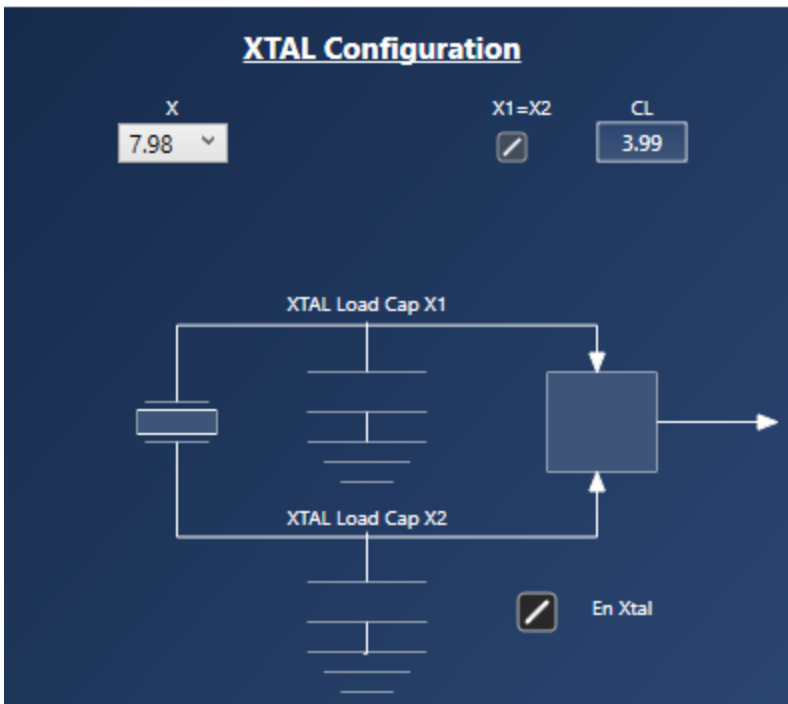 XTAL Configuration
X X1=X2 CL
7.98 3.99
XTAL Load Cap X1
XTAL Load Cap X2
En Xtal